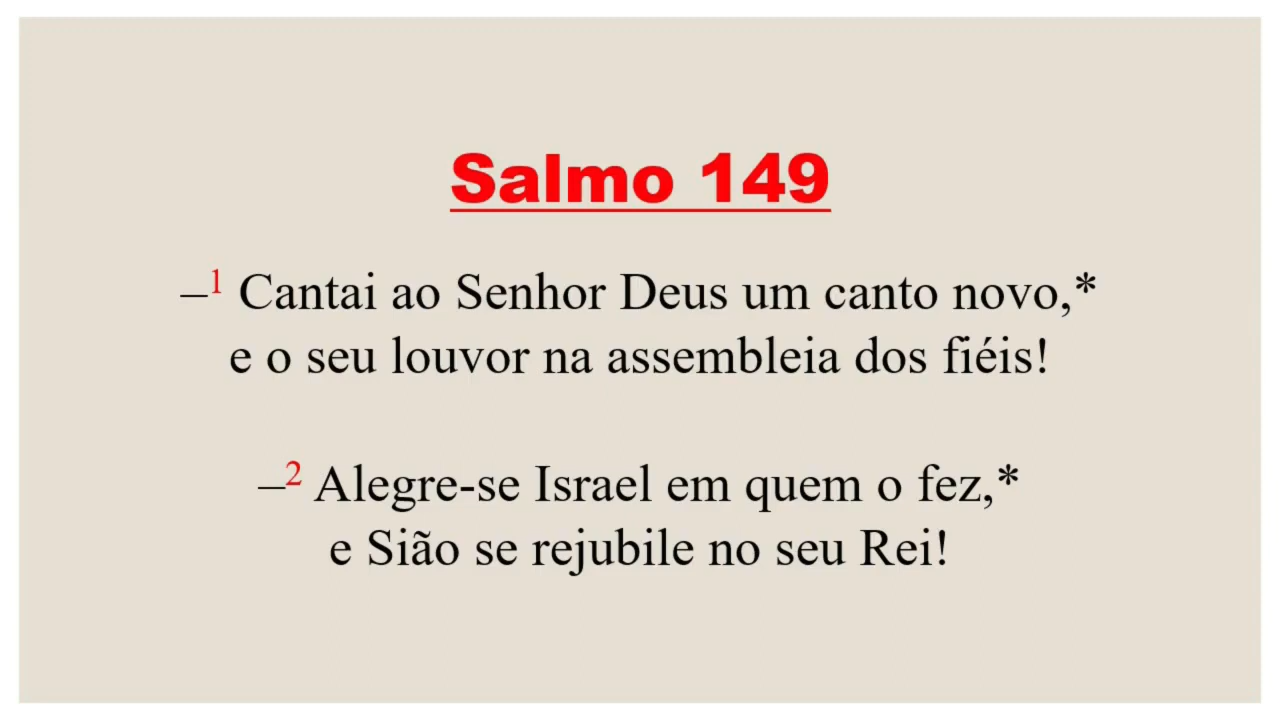 Salmo 149
–1 Cantai ao Senhor Deus um canto novo,*
e o seu louvor na assembleia dos fiéis!
–2 Alegre-se Israel em quem o fez,*
e Sião se rejubile no seu Rei!